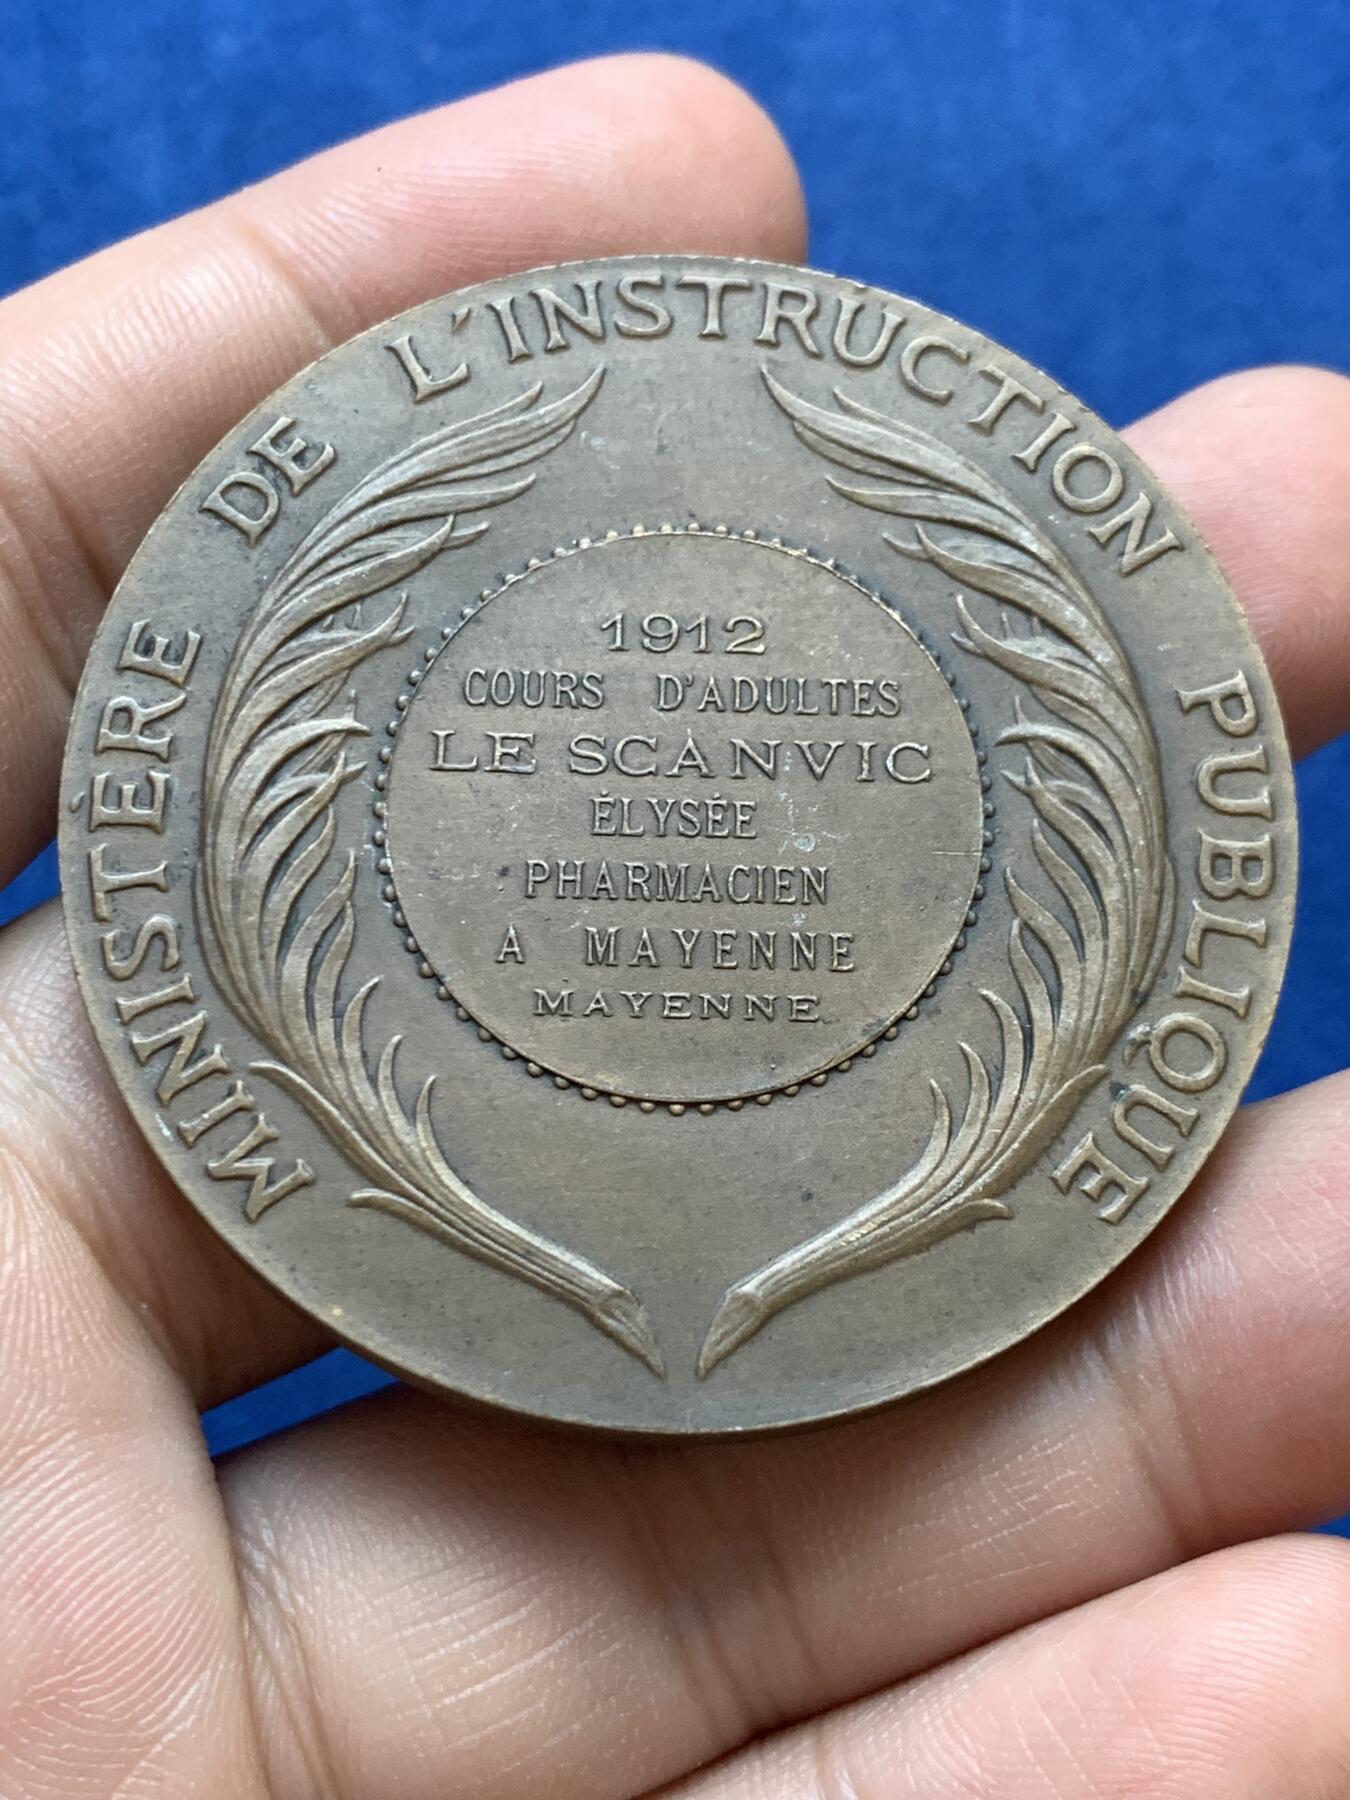 MINISTÈRE DE L'INSTRUCTION PUBLIQUE
1912
COURS D'ADULTES
LE SCANVIC
ÉLYSÉE
PHARMACIEN
A MAYENNE
MAYENNE